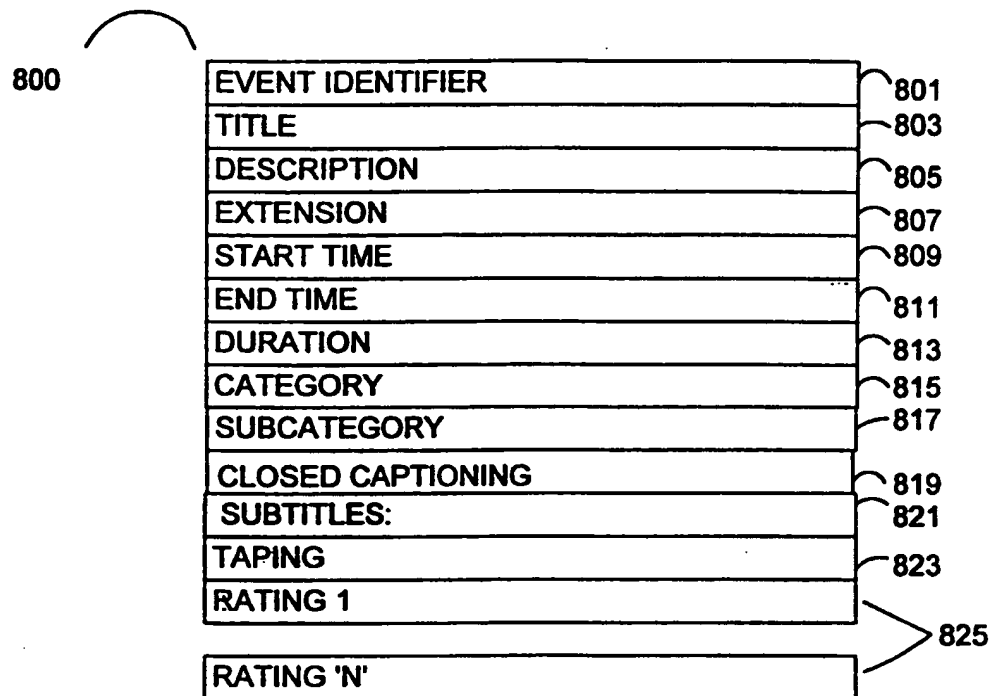 800
EVENT IDENTIFIER 801
TITLE 803
DESCRIPTION 805
EXTENSION 807
START TIME 809
END TIME 811
DURATION 813
CATEGORY 815
SUBCATEGORY 817
CLOSED CAPTIONING 819
SUBTITLES: 821
TAPING 823
RATING 1
825
RATING 'N'